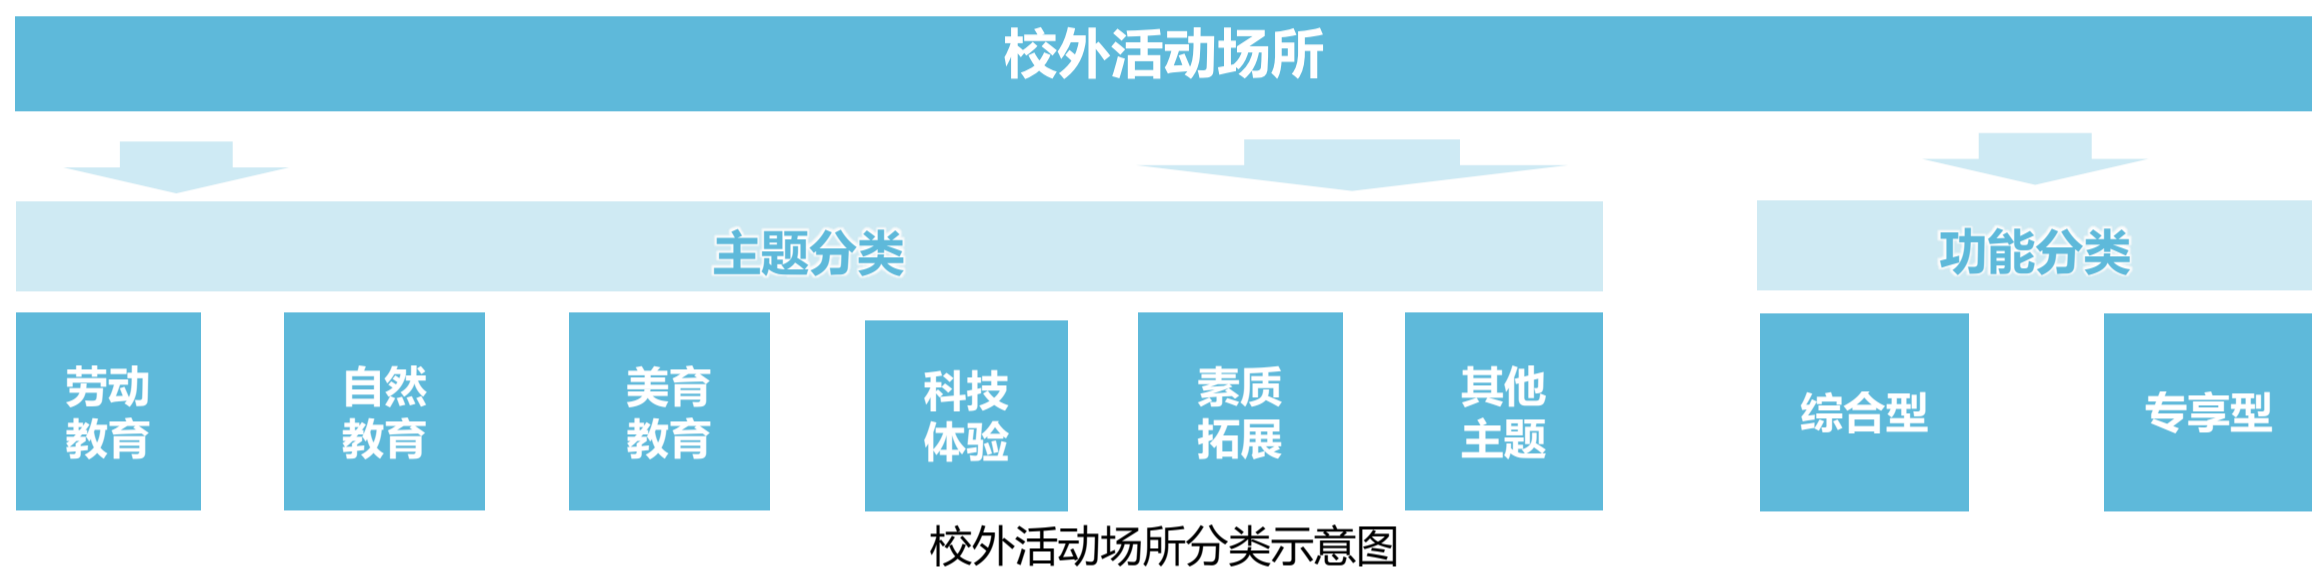 校外活动场所
主题分类
功能分类
劳动
教育
自然
教育
美育
教育
科技
体验
素质
拓展
其他
主题
综合型
专享型
校外活动场所分类示意图